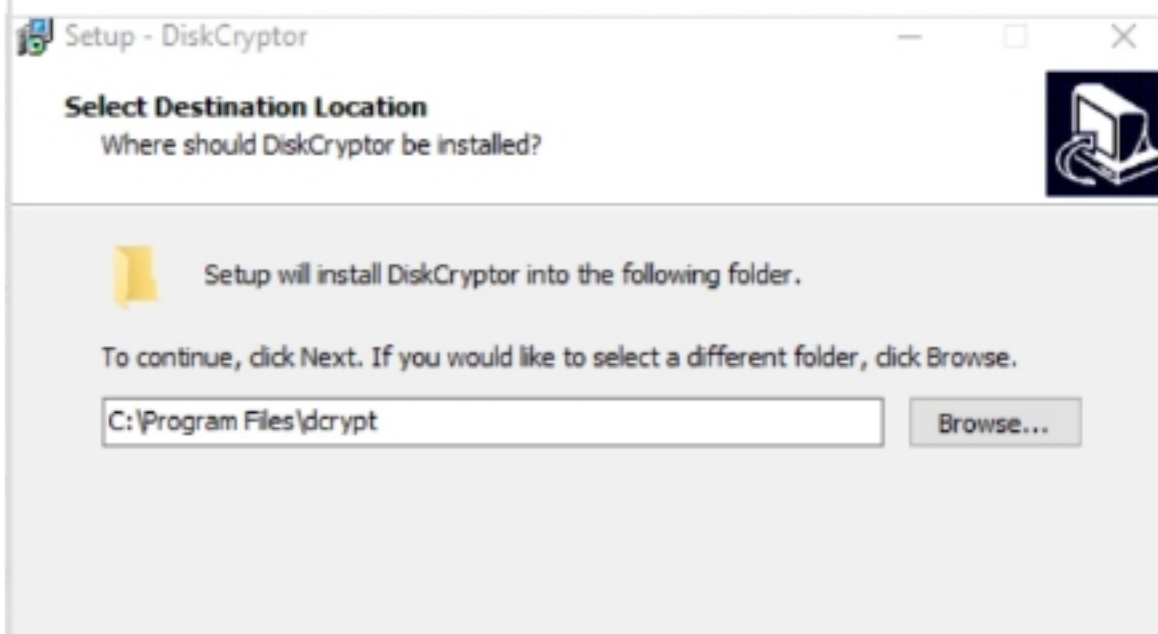 Setup - DiskCryptor
Select Destination Location
Where should DiskCryptor be installed?
Setup will install DiskCryptor into the following folder.
To continue, click Next. If you would like to select a different folder, click Browse.
C:\Program Files\dcrypt
Browse...